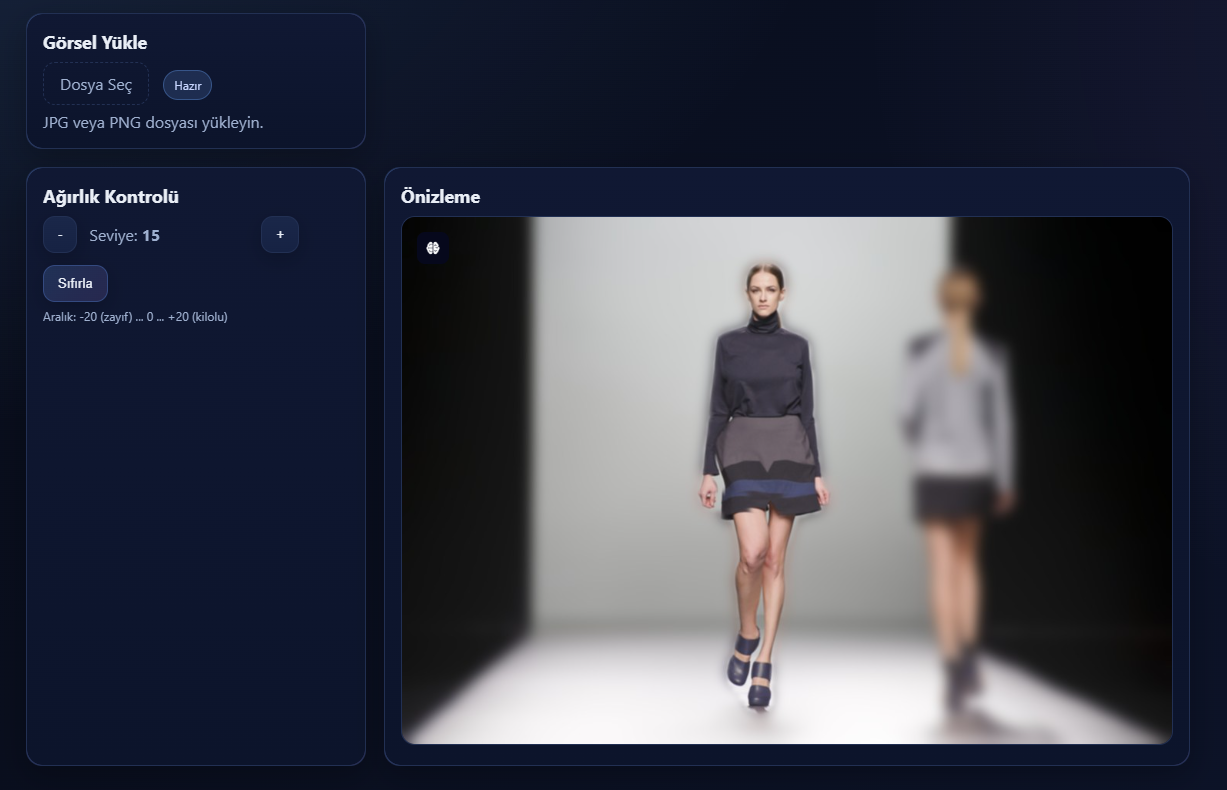 Görsel Yükle
Dosya Seç
Hazır
JPG veya PNG dosyası yükleyin.
Ağırlık Kontrolü
- Seviye: 15 +
Sıfırla
Aralık: -20 (zayıf) ... 0 ... +20 (kilolu)
Önizleme